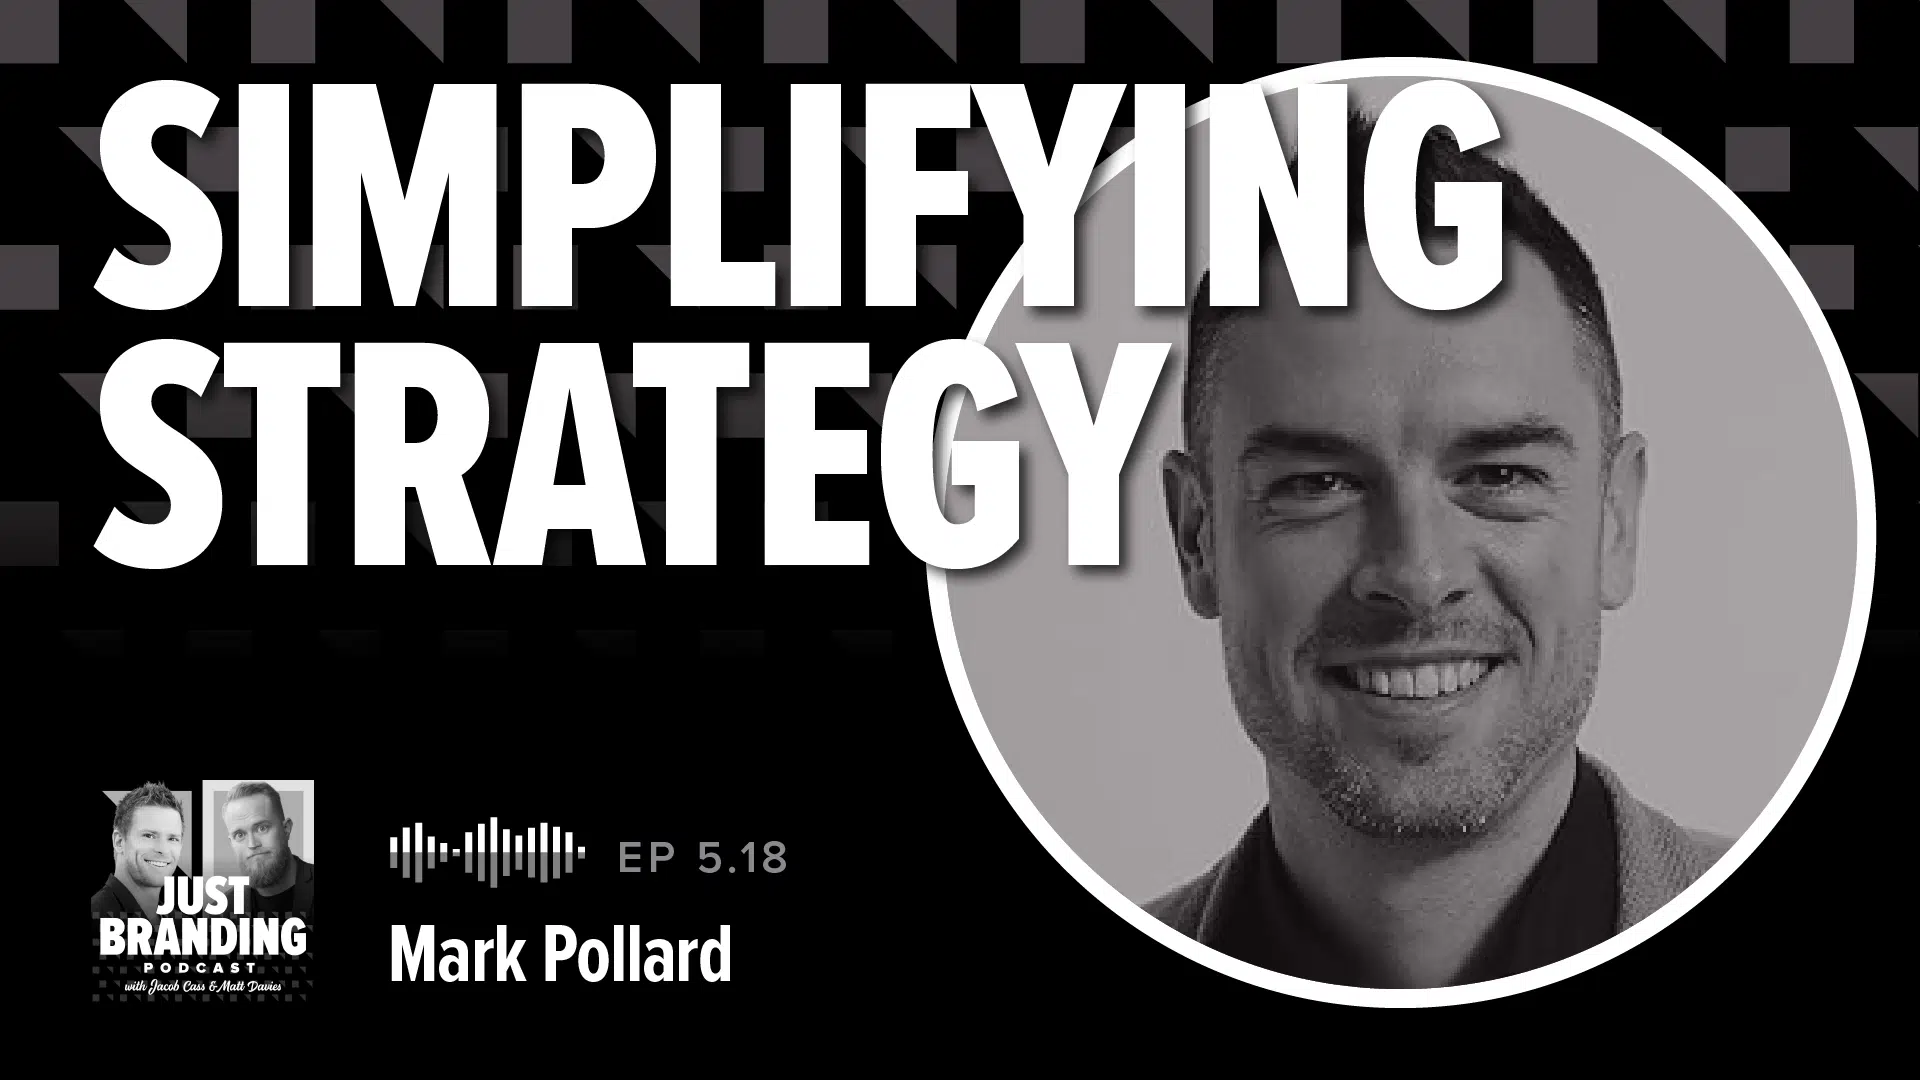 SIMPLIFYING
STRATEGY
JUST
BRANDING
PODCAST
with Jacob Cass & Matt Davies
EP 5.18
Mark Pollard